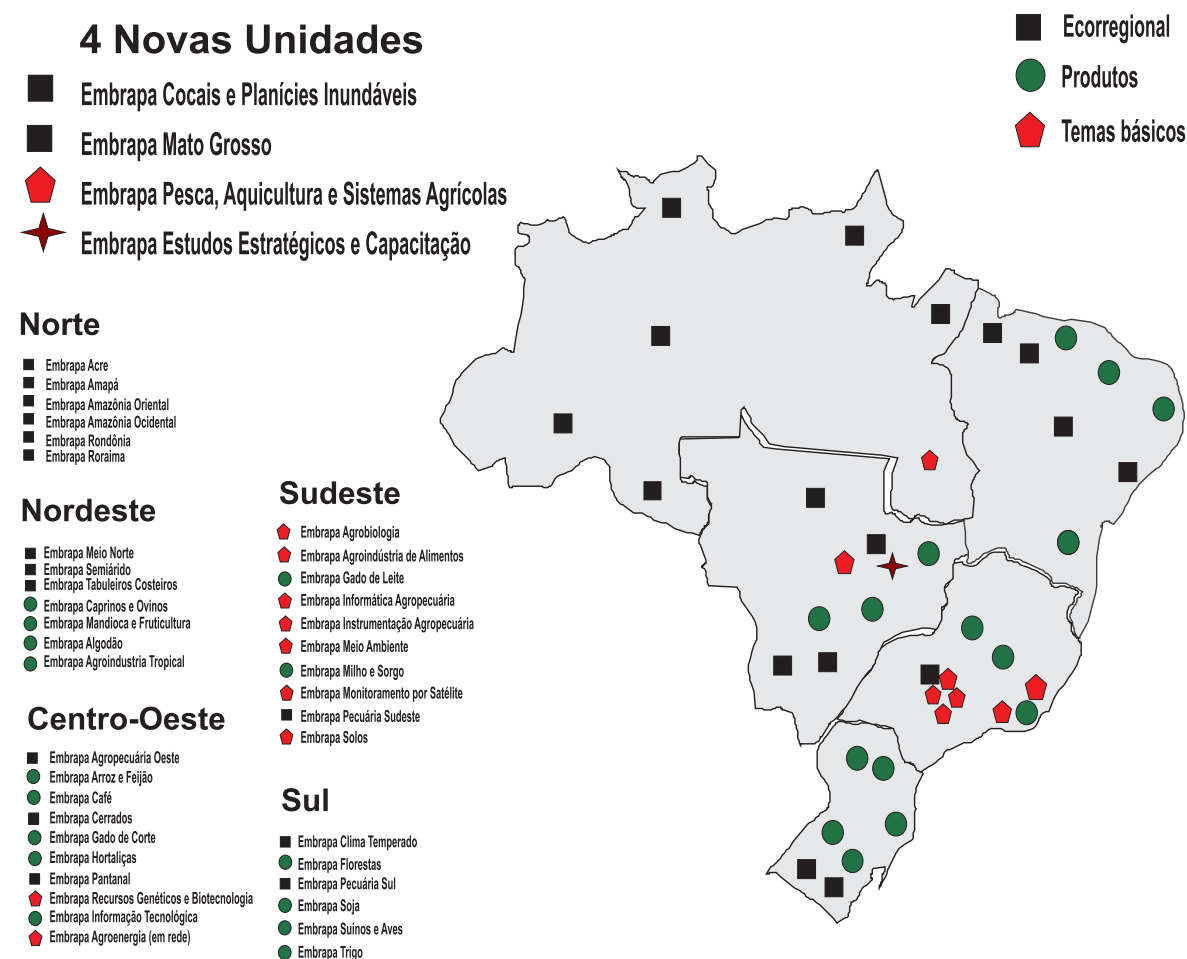 4 Novas Unidades
Embrapa Cocais e Planícies Inundáveis
Embrapa Mato Grosso
Embrapa Pesca, Aquicultura e Sistemas Agrícolas
Embrapa Estudos Estratégicos e Capacitação
Ecorregional
Produtos
Temas básicos
Norte
Embrapa Acre
Embrapa Amapá
Embrapa Amazônia Oriental
Embrapa Amazônia Ocidental
Embrapa Rondônia
Embrapa Roraima
Nordeste
Embrapa Meio Norte
Embrapa Semiárido
Embrapa Tabuleiros Costeiros
Embrapa Caprinos e Ovinos
Embrapa Mandioca e Fruticultura
Embrapa Algodão
Embrapa Agroindustria Tropical
Centro-Oeste
Embrapa Agropecuária Oeste
Embrapa Arroz e Feijão
Embrapa Café
Embrapa Cerrados
Embrapa Gado de Corte
Embrapa Hortaliças
Embrapa Pantanal
Embrapa Recursos Genéticos e Biotecnologia
Embrapa Informação Tecnológica
Embrapa Agroenergia (em rede)
Sudeste
Embrapa Agrobiologia
Embrapa Agroindústria de Alimentos
Embrapa Gado de Leite
Embrapa Informática Agropecuária
Embrapa Instrumentação Agropecuária
Embrapa Meio Ambiente
Embrapa Milho e Sorgo
Embrapa Monitoramento por Satélite
Embrapa Pecuária Sudeste
Embrapa Solos
Sul
Embrapa Clima Temperado
Embrapa Florestas
Embrapa Pecuária Sul
Embrapa Soja
Embrapa Suinos e Aves
Embrapa Trigo